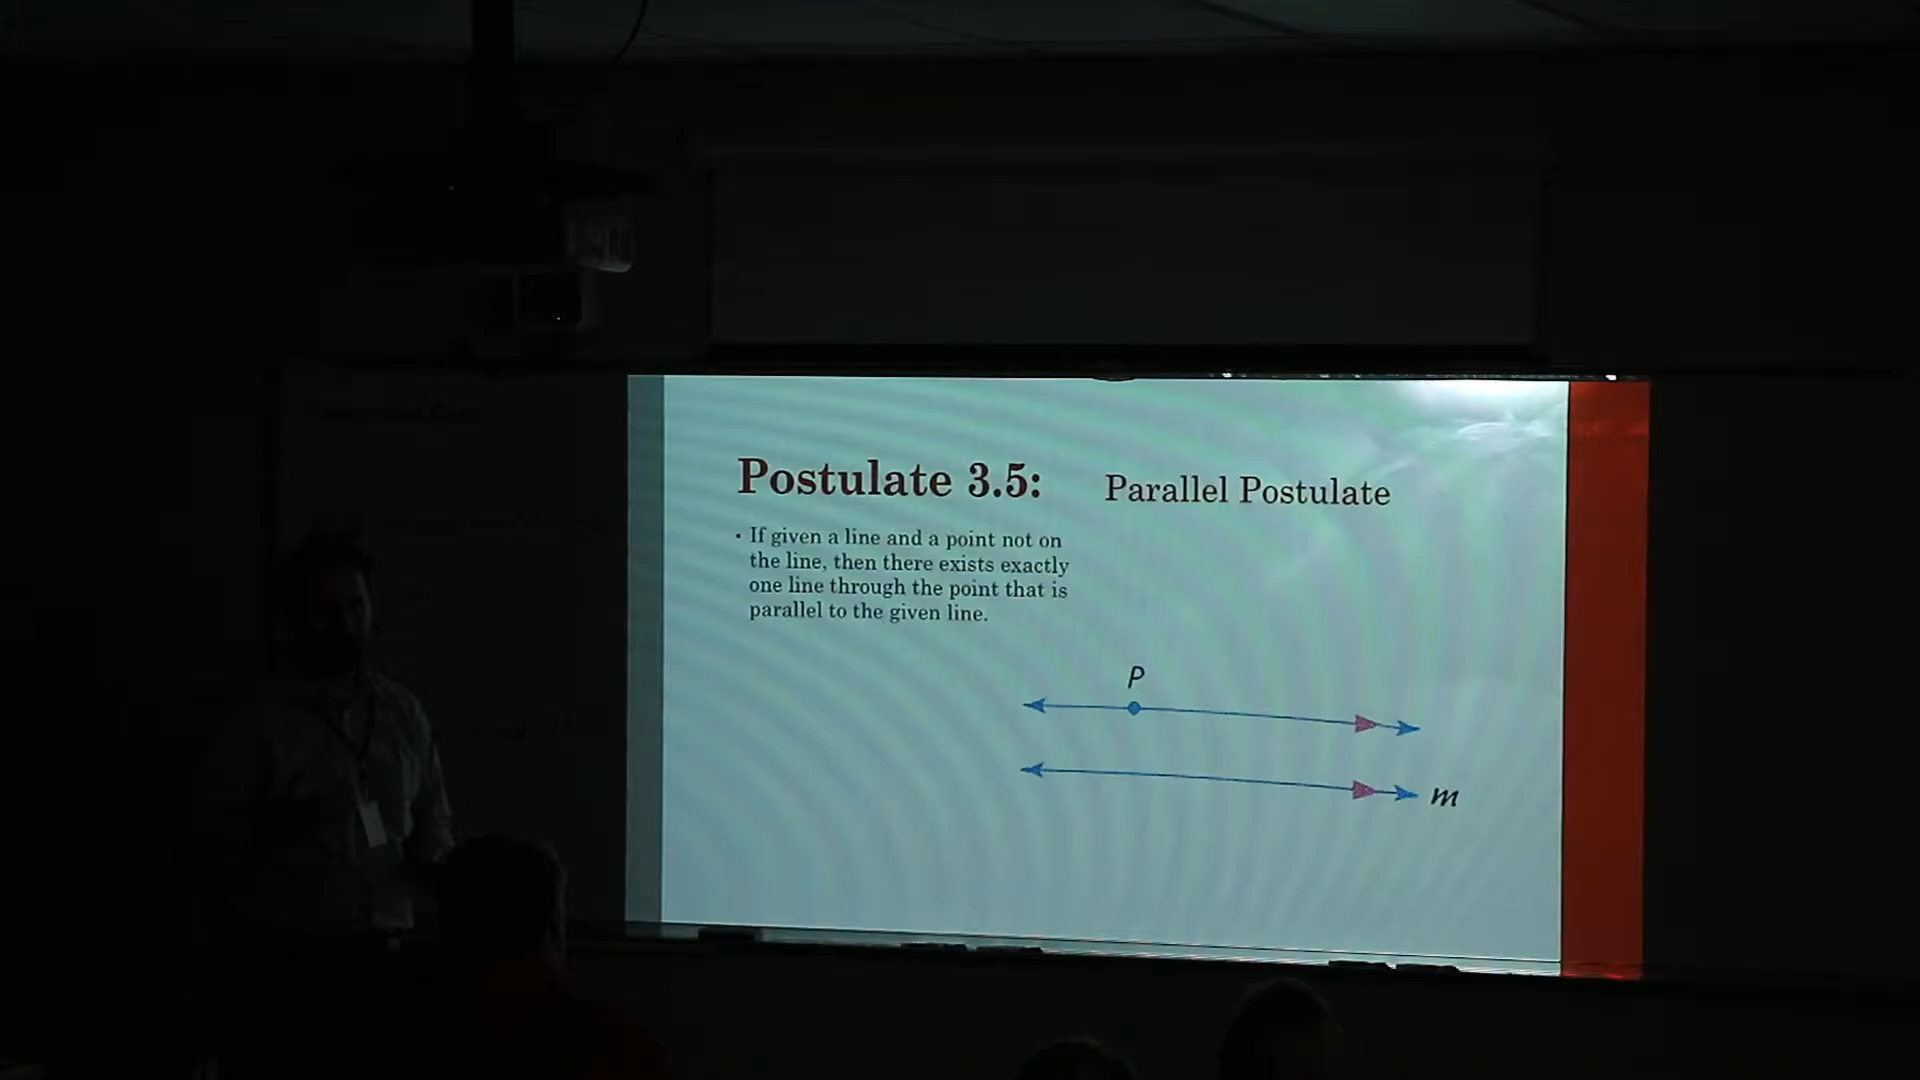 Postulate 3.5:
Parallel Postulate
• If given a line and a point not on
the line, then there exists exactly
one line through the point that is
parallel to the given line.
P
m